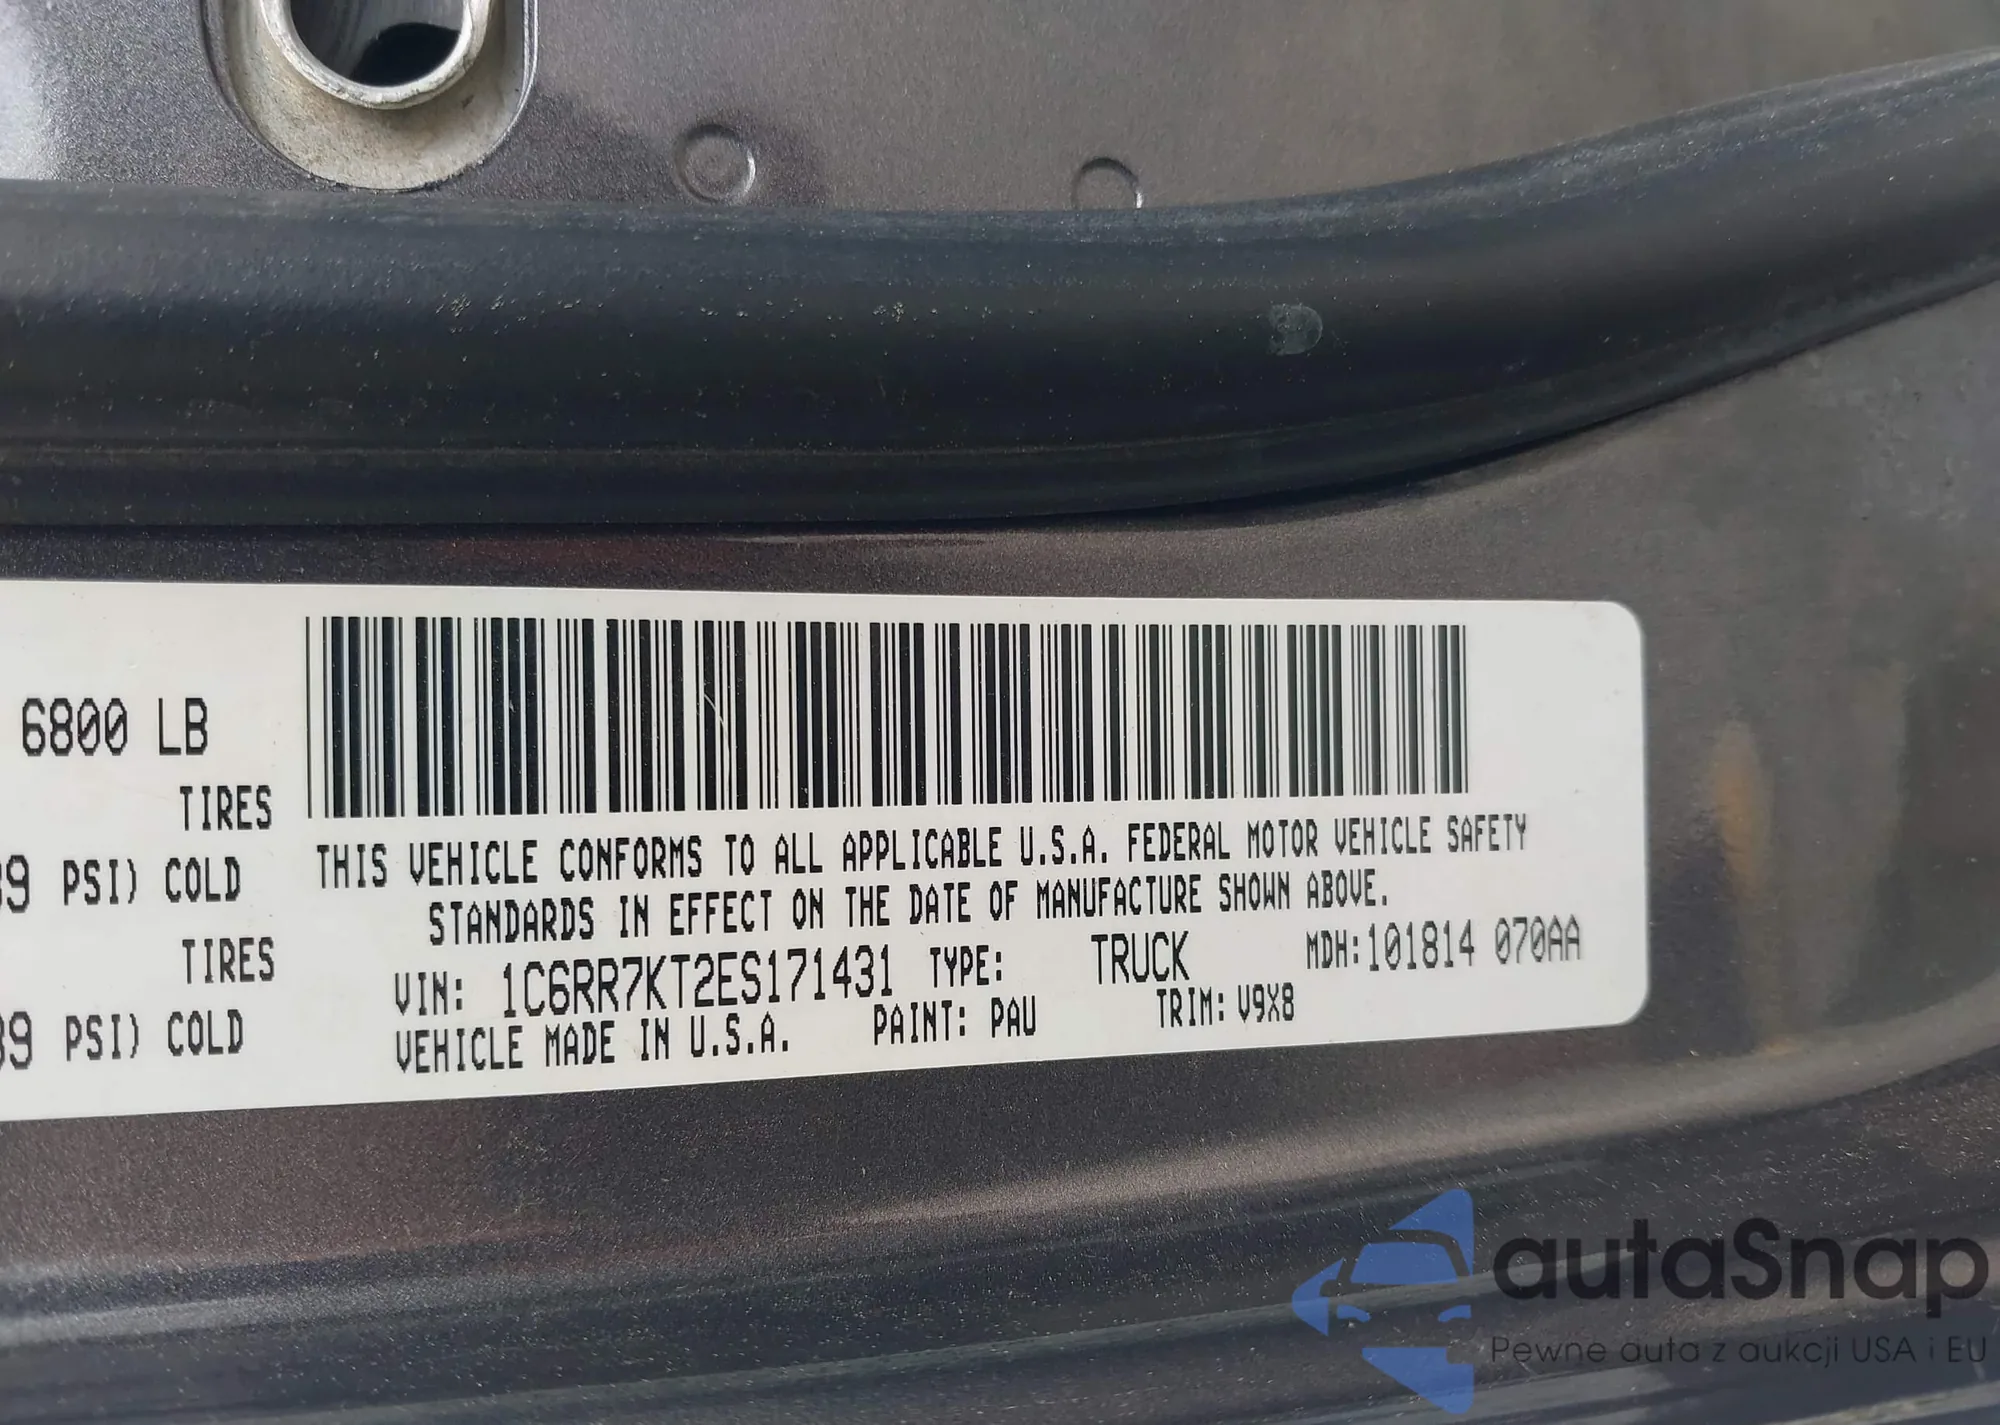 6800 LB
TIRES
PSI) COLD
TIRES
PSI) COLD
THIS VEHICLE CONFORMS TO ALL APPLICABLE U.S.A. FEDERAL MOTOR VEHICLE SAFETY
STANDARDS IN EFFECT ON THE DATE OF MANUFACTURE SHOWN ABOVE.
VIN: 1C6RR7KT2ES171431 TYPE: TRUCK MDH:101814 070AA
VEHICLE MADE IN U.S.A. PAINT: PAU TRIM: V9X8
autaSnap
Pewne auta z aukcji USA i EU